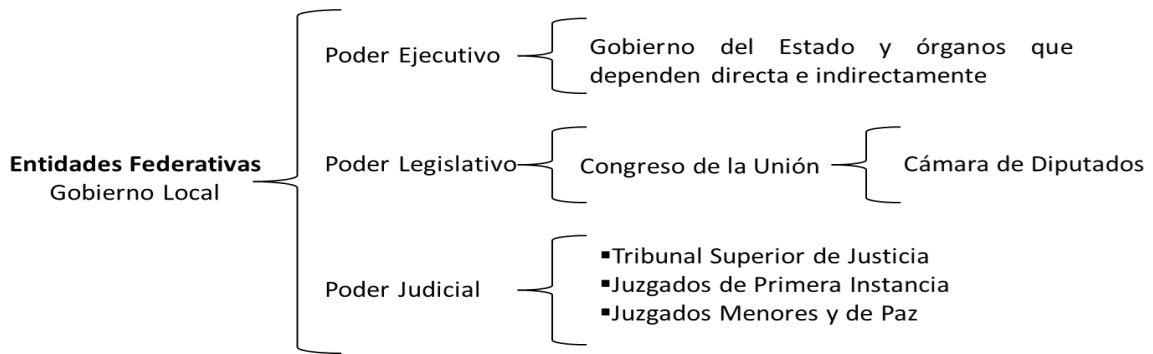 Entidades Federativas
Gobierno Local
Poder Ejecutivo
Gobierno del Estado y órganos que
dependen directa e indirectamente
Poder Legislativo
Congreso de la Unión
Cámara de Diputados
Poder Judicial
▪Tribunal Superior de Justicia
▪Juzgados de Primera Instancia
▪Juzgados Menores y de Paz